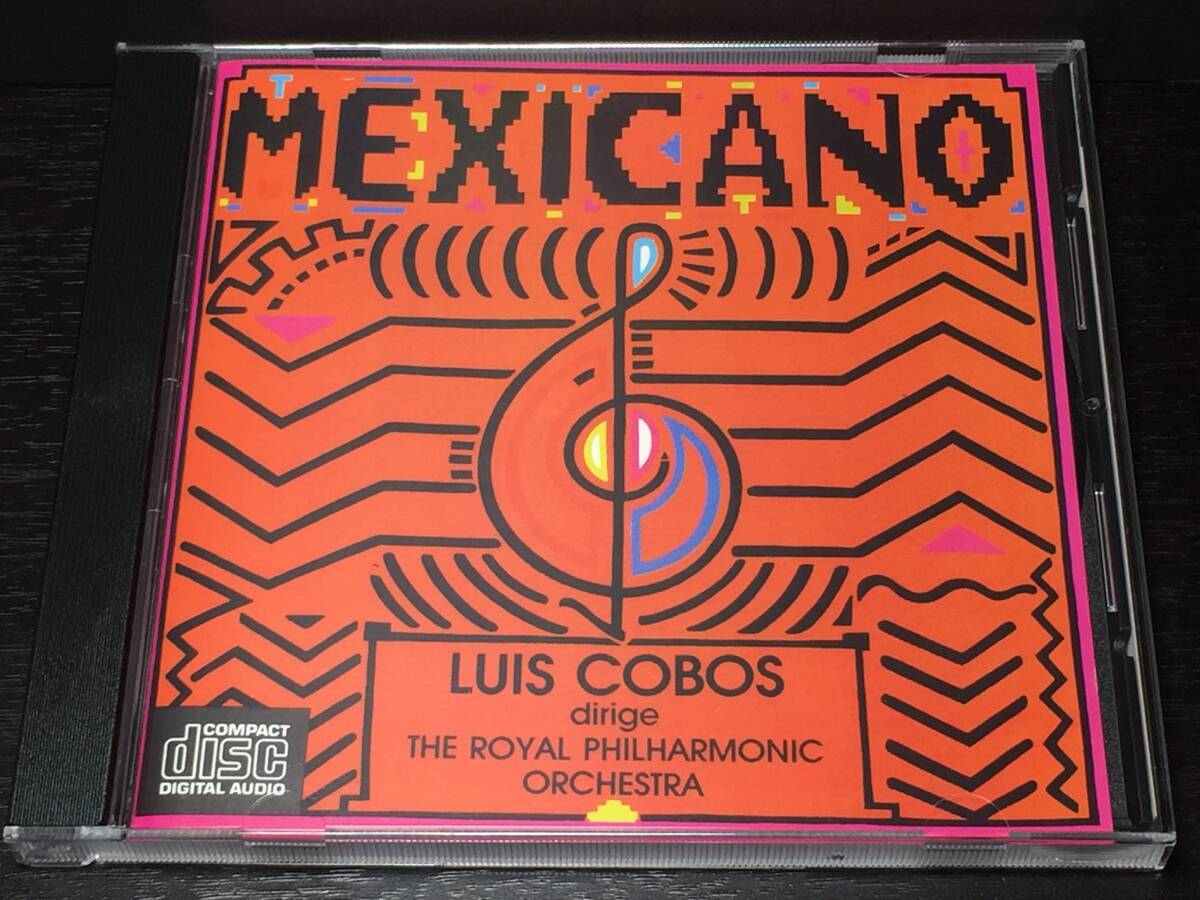 MEXICANO
LUIS COBOS
dirige
THE ROYAL PHILHARMONIC
ORCHESTRA
COMPACT
disc
DIGITAL AUDIO